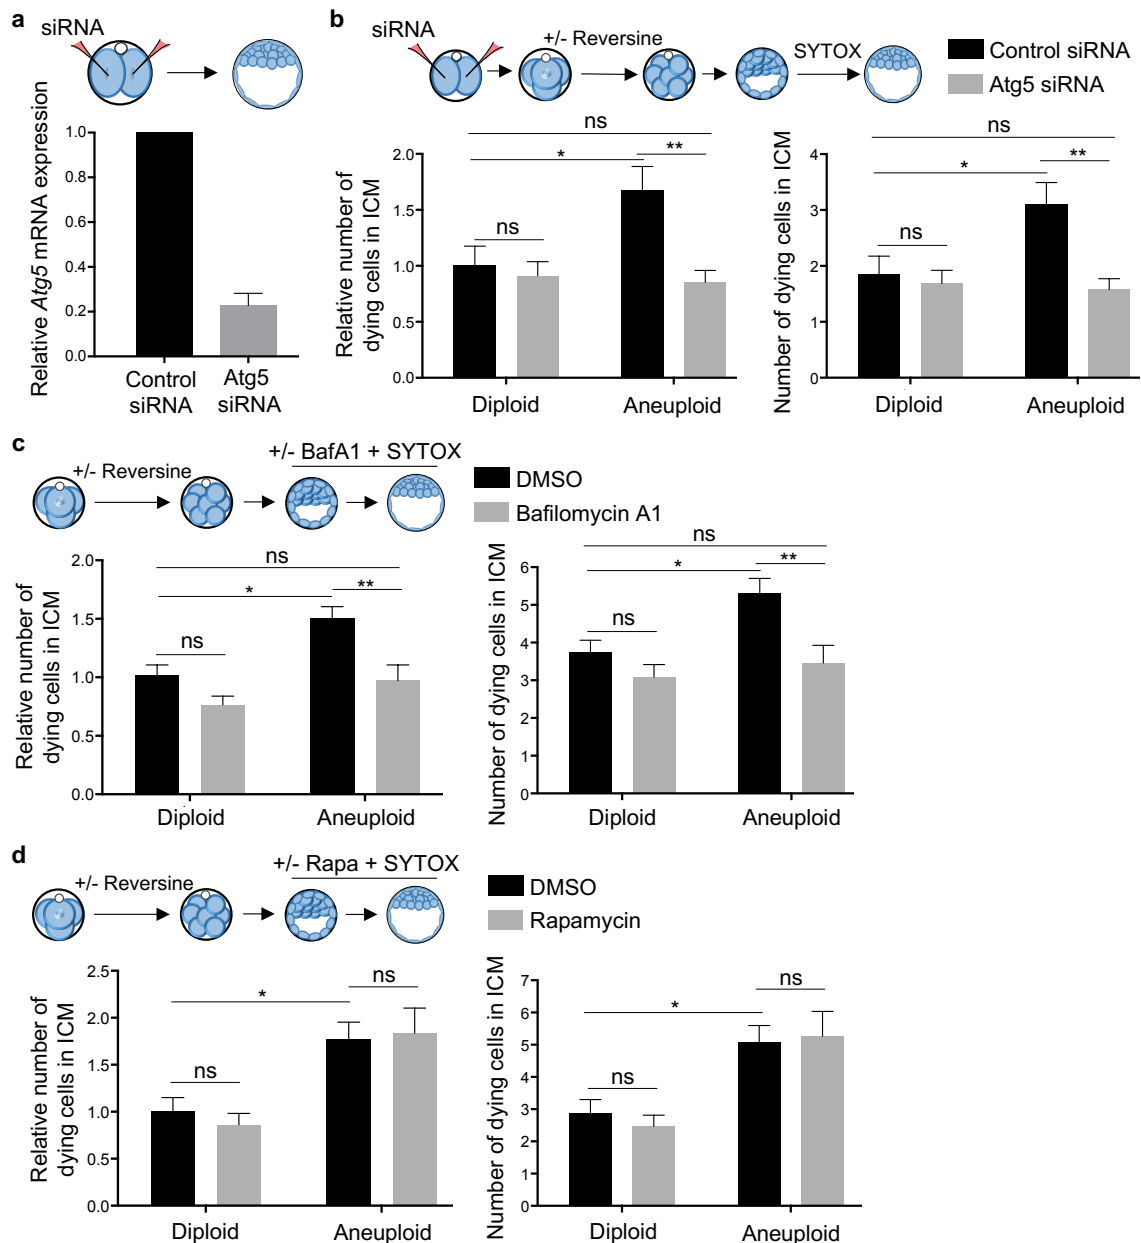 a
siRNA
Relative Atg5 mRNA expression
1.0
0.8
0.6
0.4
0.2
0.0
Control
siRNA
Atg5
siRNA
b
siRNA
+/- Reversine
SYTOX
Control siRNA
Atg5 siRNA
Relative number of
dying cells in ICM
2.0
1.5
1.0
0.5
0.0
ns
*
**
ns
Diploid
Aneuploid
Number of dying cells in ICM
4
3
2
1
0
ns
*
**
ns
Diploid
Aneuploid
c
+/- Reversine
+/- BafA1 + SYTOX
DMSO
Bafilomycin A1
Relative number of
dying cells in ICM
2.0
1.5
1.0
0.5
0.0
ns
*
**
ns
Diploid
Aneuploid
Number of dying cells in ICM
6
5
4
3
2
1
0
ns
*
**
ns
Diploid
Aneuploid
d
+/- Reversine
+/- Rapa + SYTOX
DMSO
Rapamycin
Relative number of
dying cells in ICM
2.5
2.0
1.5
1.0
0.5
0.0
ns
*
ns
Diploid
Aneuploid
Number of dying cells in ICM
7
6
5
4
3
2
1
0
ns
*
ns
Diploid
Aneuploid